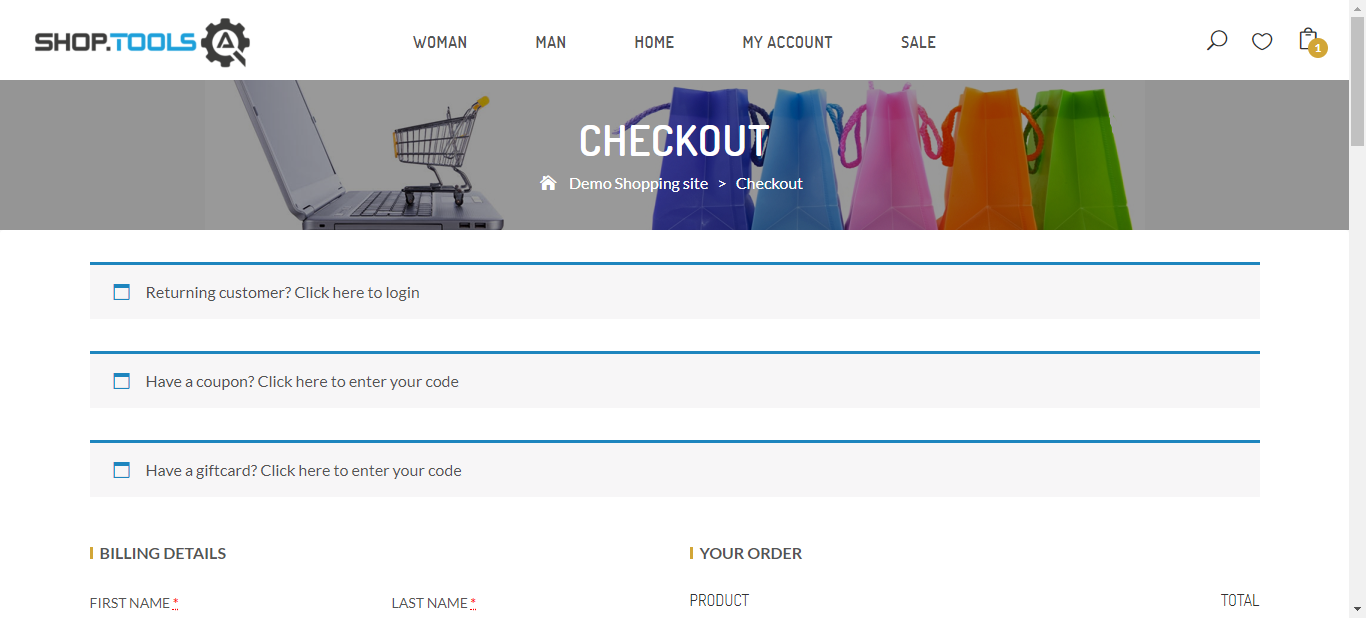 SHOP.TOOLS
WOMAN MAN HOME MY ACCOUNT SALE
1
CHECKOUT
Demo Shopping site > Checkout
Returning customer? Click here to login
Have a coupon? Click here to enter your code
Have a giftcard? Click here to enter your code
BILLING DETAILS
FIRST NAME *
LAST NAME *
YOUR ORDER
PRODUCT TOTAL